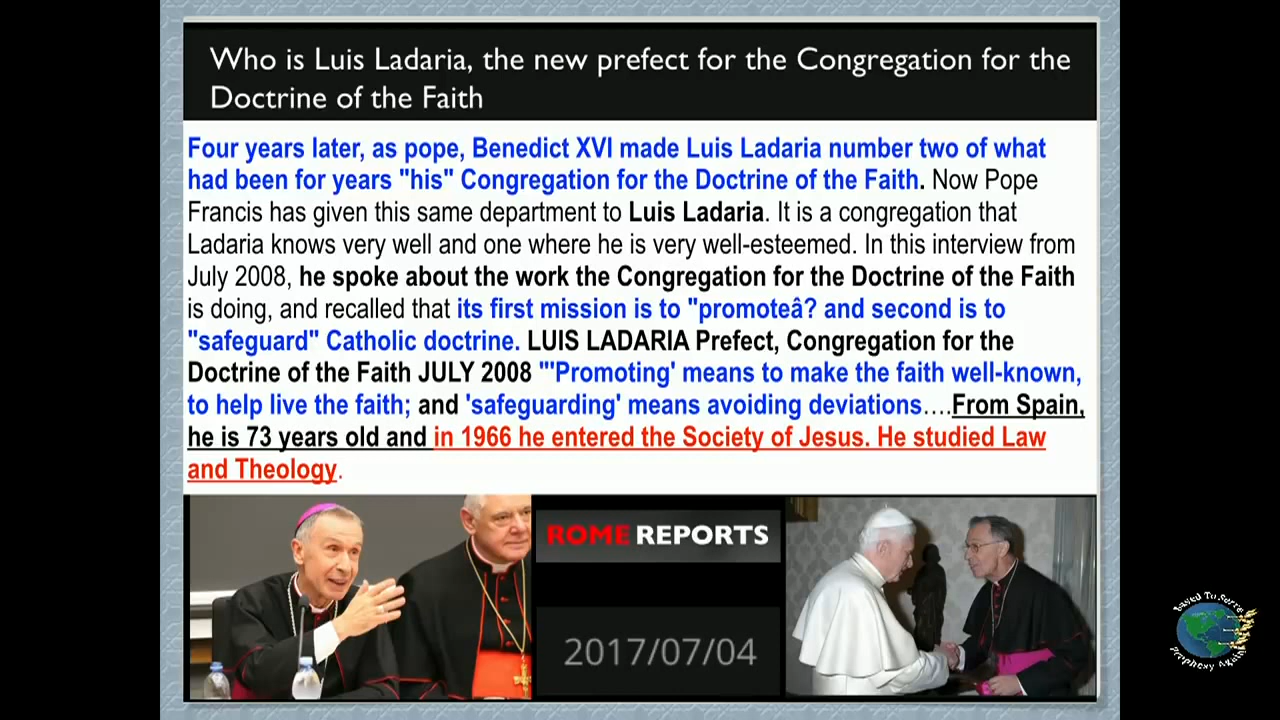 Who is Luis Ladaria, the new prefect for the Congregation for the
Doctrine of the Faith
Four years later, as pope, Benedict XVI made Luis Ladaria number two of what
had been for years "his" Congregation for the Doctrine of the Faith. Now Pope
Francis has given this same department to Luis Ladaria. It is a congregation that
Ladaria knows very well and one where he is very well-esteemed. In this interview from
July 2008, he spoke about the work the Congregation for the Doctrine of the Faith
is doing, and recalled that its first mission is to "promoteâ? and second is to
"safeguard" Catholic doctrine. LUIS LADARIA Prefect, Congregation for the
Doctrine of the Faith JULY 2008 "'Promoting' means to make the faith well-known,
to help live the faith; and 'safeguarding' means avoiding deviations….From Spain,
he is 73 years old and in 1966 he entered the Society of Jesus. He studied Law
and Theology.
ROME REPORTS
2017/07/04
Prophesy Again